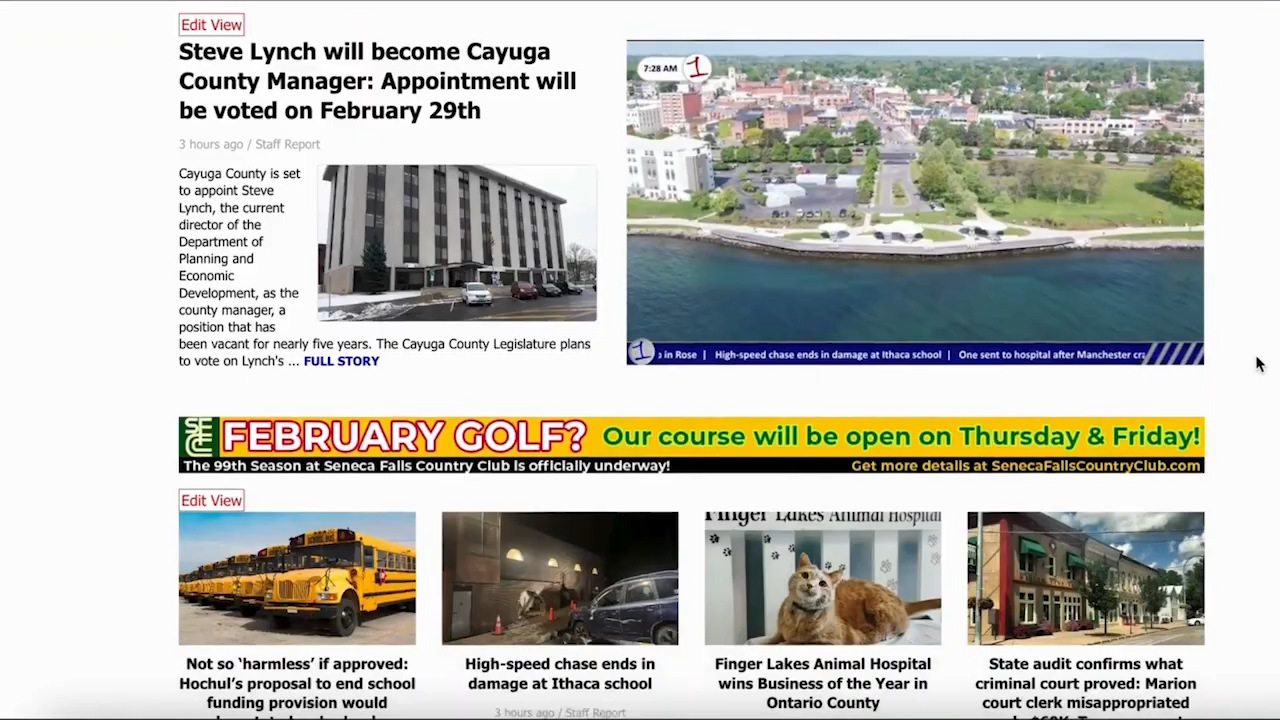 Edit View
Steve Lynch will become Cayuga
County Manager: Appointment will
be voted on February 29th
3 hours ago / Staff Report
Cayuga County is set
to appoint Steve
Lynch, the current
director of the
Department of
Planning and
Economic
Development, as the
county manager, a
position that has
been vacant for nearly five years. The Cayuga County Legislature plans
to vote on Lynch's ... FULL STORY
7:28 AM 1
1 in Rose | High-speed chase ends in damage at Ithaca school | One sent to hospital after Manchester
SFCC FEBRUARY GOLF? Our course will be open on Thursday & Friday!
The 99th Season at Seneca Falls Country Club is officially underway! Get more details at SenecaFallsCountryClub.com
Edit View
SCHOOL BUS
Finger Lakes Animal Hospital
Not so ‘harmless’ if approved:
Hochul’s proposal to end school
funding provision would
High-speed chase ends in
damage at Ithaca school
3 hours ago / Staff Report
Finger Lakes Animal Hospital
wins Business of the Year in
Ontario County
State audit confirms what
criminal court proved: Marion
court clerk misappropriated